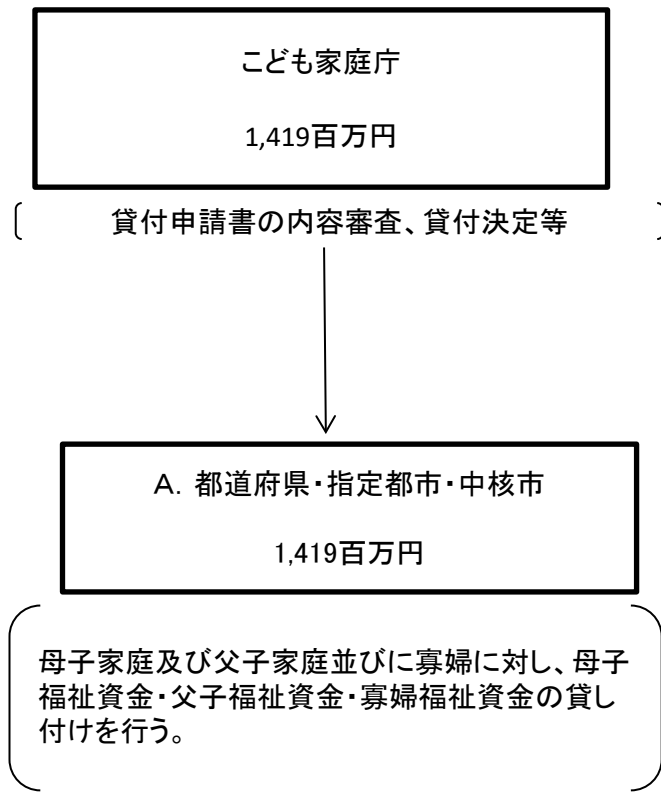 こども家庭庁
1,419百万円
貸付申請書の内容審査、貸付決定等
A. 都道府県・指定都市・中核市
1,419百万円
母子家庭及び父子家庭並びに寡婦に対し、母子
福祉資金・父子福祉資金・寡婦福祉資金の貸し
付けを行う。